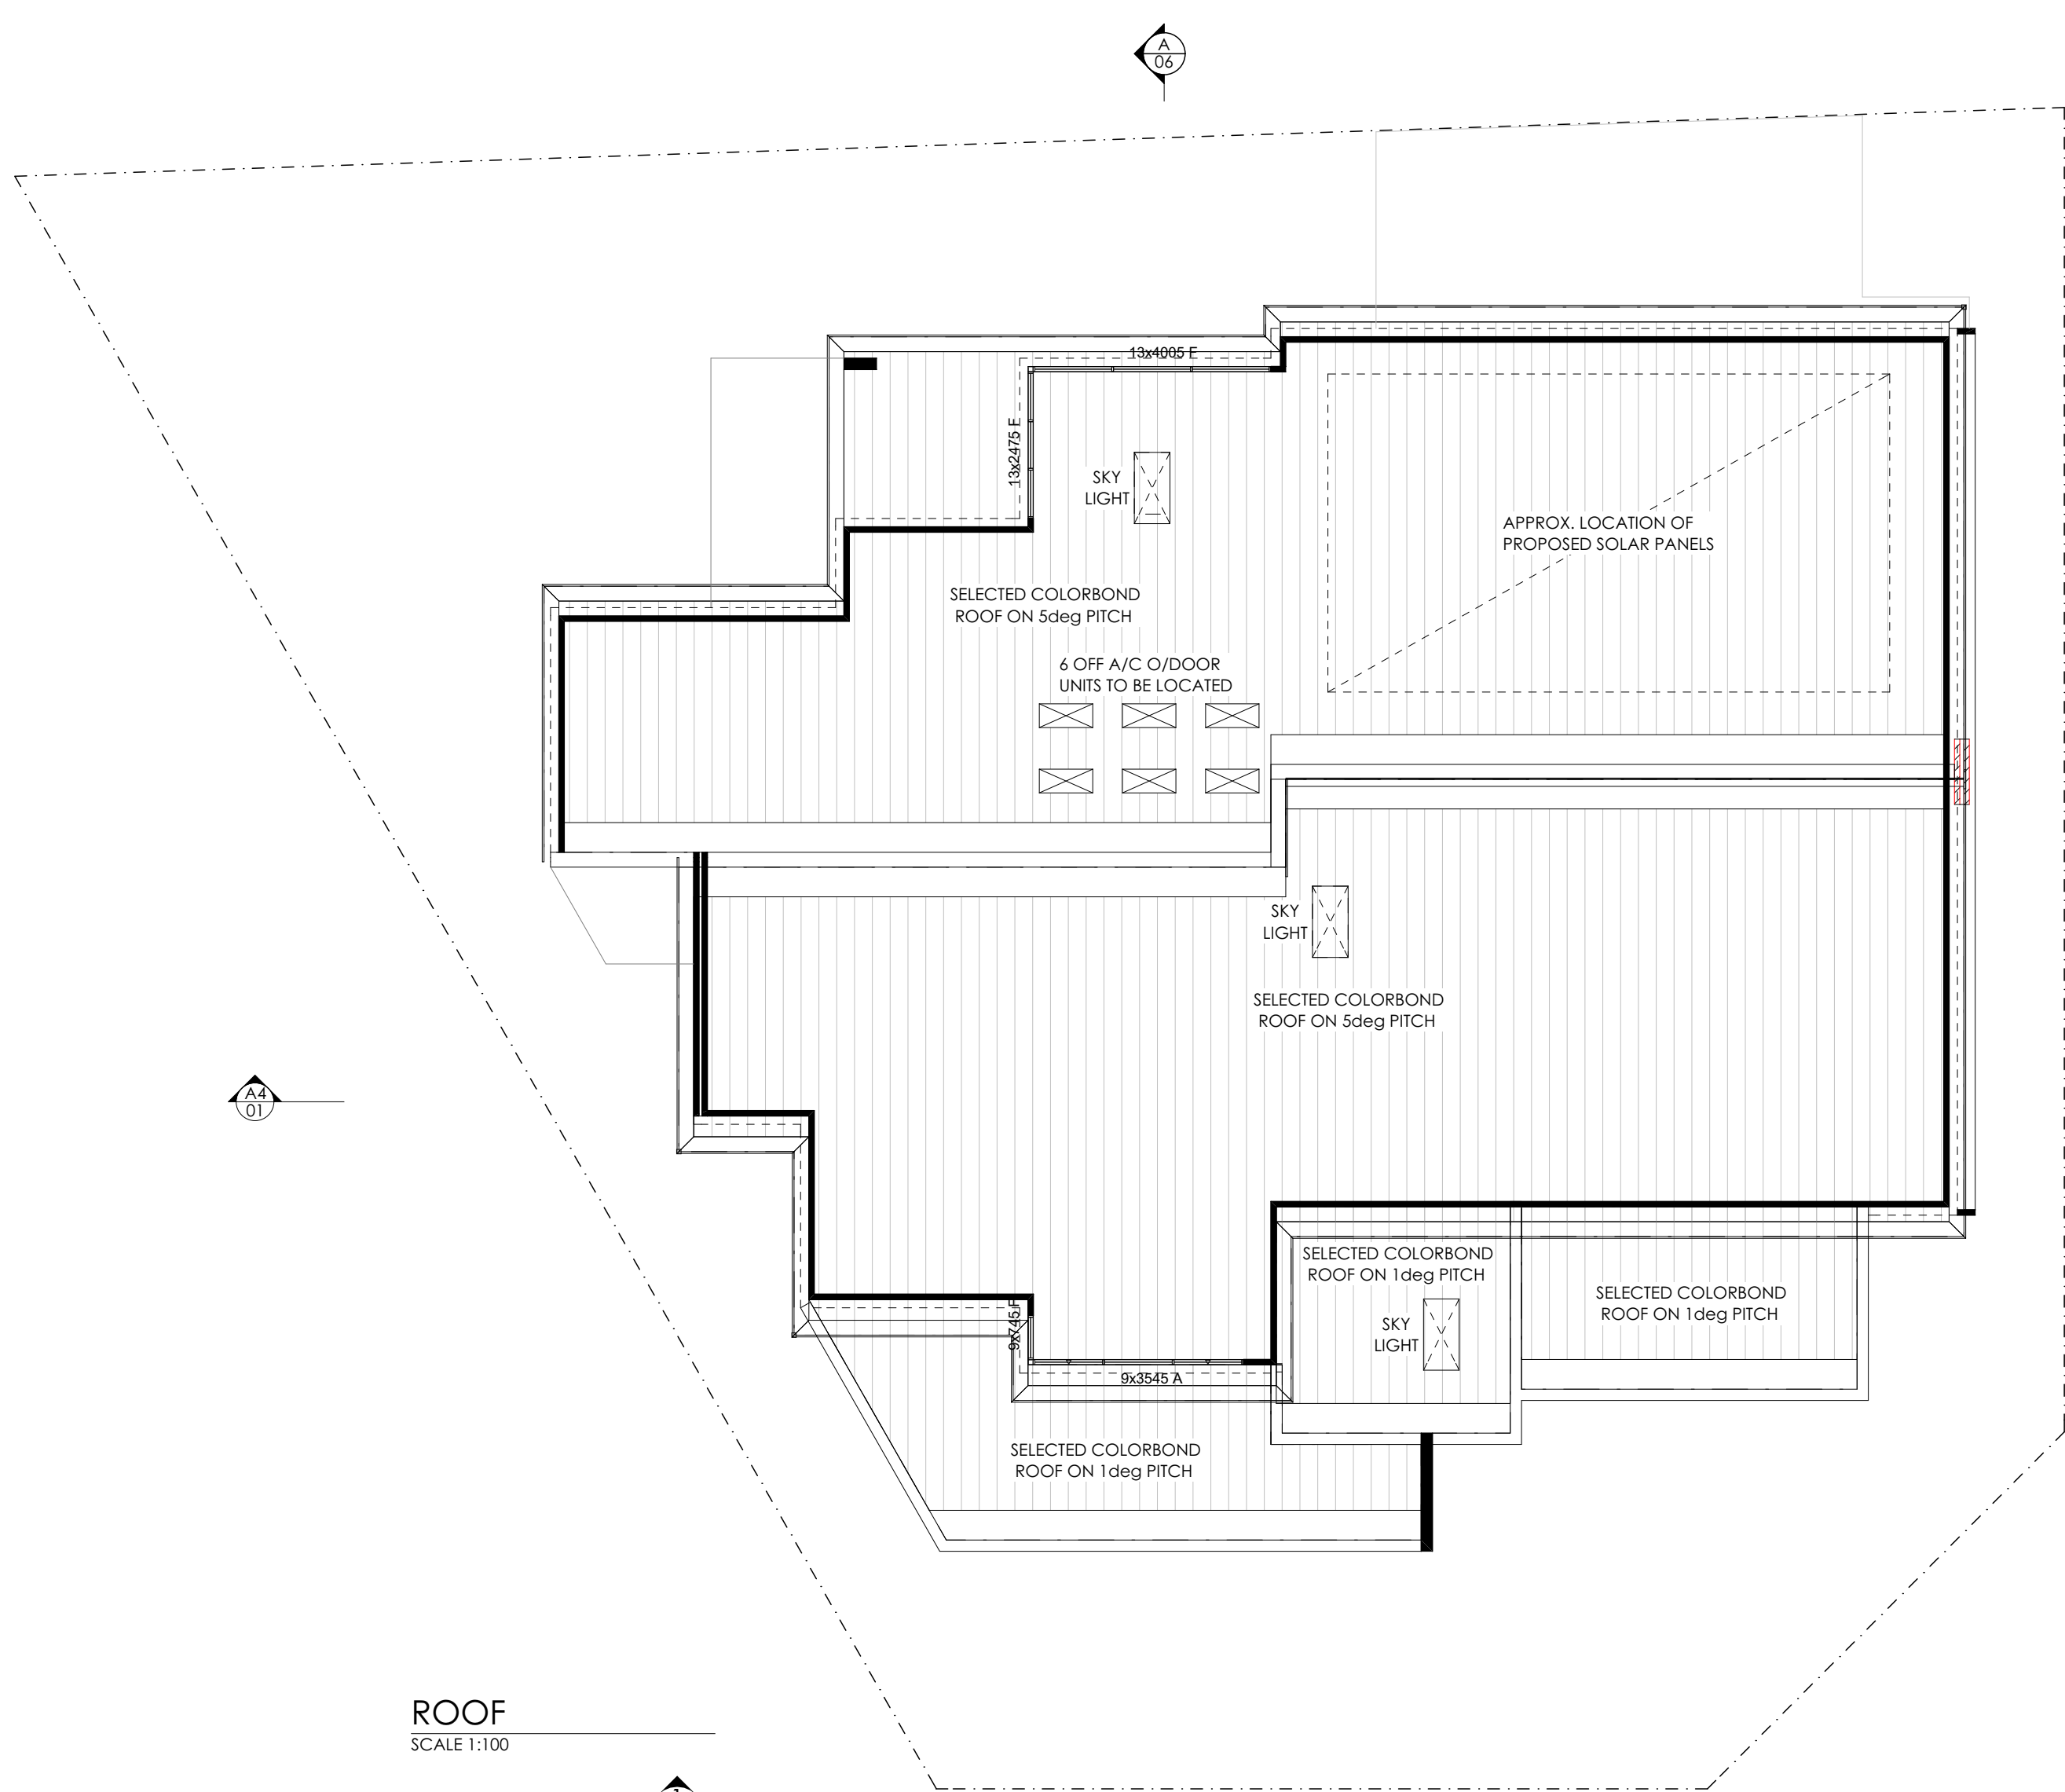 A
06
13x4005 F
13x2475 F
SKY
LIGHT
APPROX. LOCATION OF
PROPOSED SOLAR PANELS
SELECTED COLORBOND
ROOF ON 5deg PITCH
6 OFF A/C O/DOOR
UNITS TO BE LOCATED
SKY
LIGHT
SELECTED COLORBOND
ROOF ON 5deg PITCH
A4
01
SELECTED COLORBOND
ROOF ON 1deg PITCH
SELECTED COLORBOND
ROOF ON 1deg PITCH
SKY
LIGHT
9x745 F
9x3545 A
SELECTED COLORBOND
ROOF ON 1deg PITCH
ROOF
SCALE 1:100